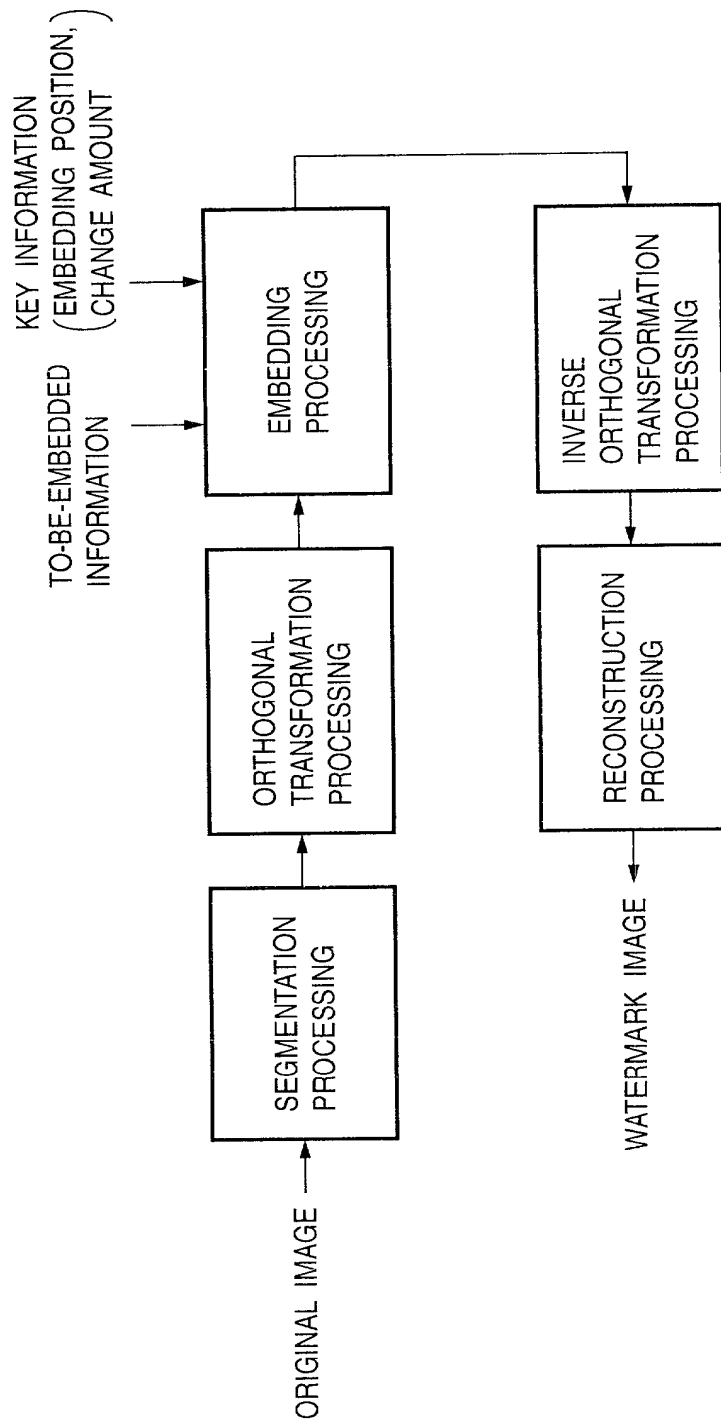 KEY INFORMATION
(EMBEDDING POSITION,
CHANGE AMOUNT)
TO-BE-EMBEDDED
INFORMATION
ORIGINAL IMAGE
SEGMENTATION
PROCESSING
ORTHOGONAL
TRANSFORMATION
PROCESSING
EMBEDDING
PROCESSING
INVERSE
ORTHOGONAL
TRANSFORMATION
PROCESSING
RECONSTRUCTION
PROCESSING
WATERMARK IMAGE